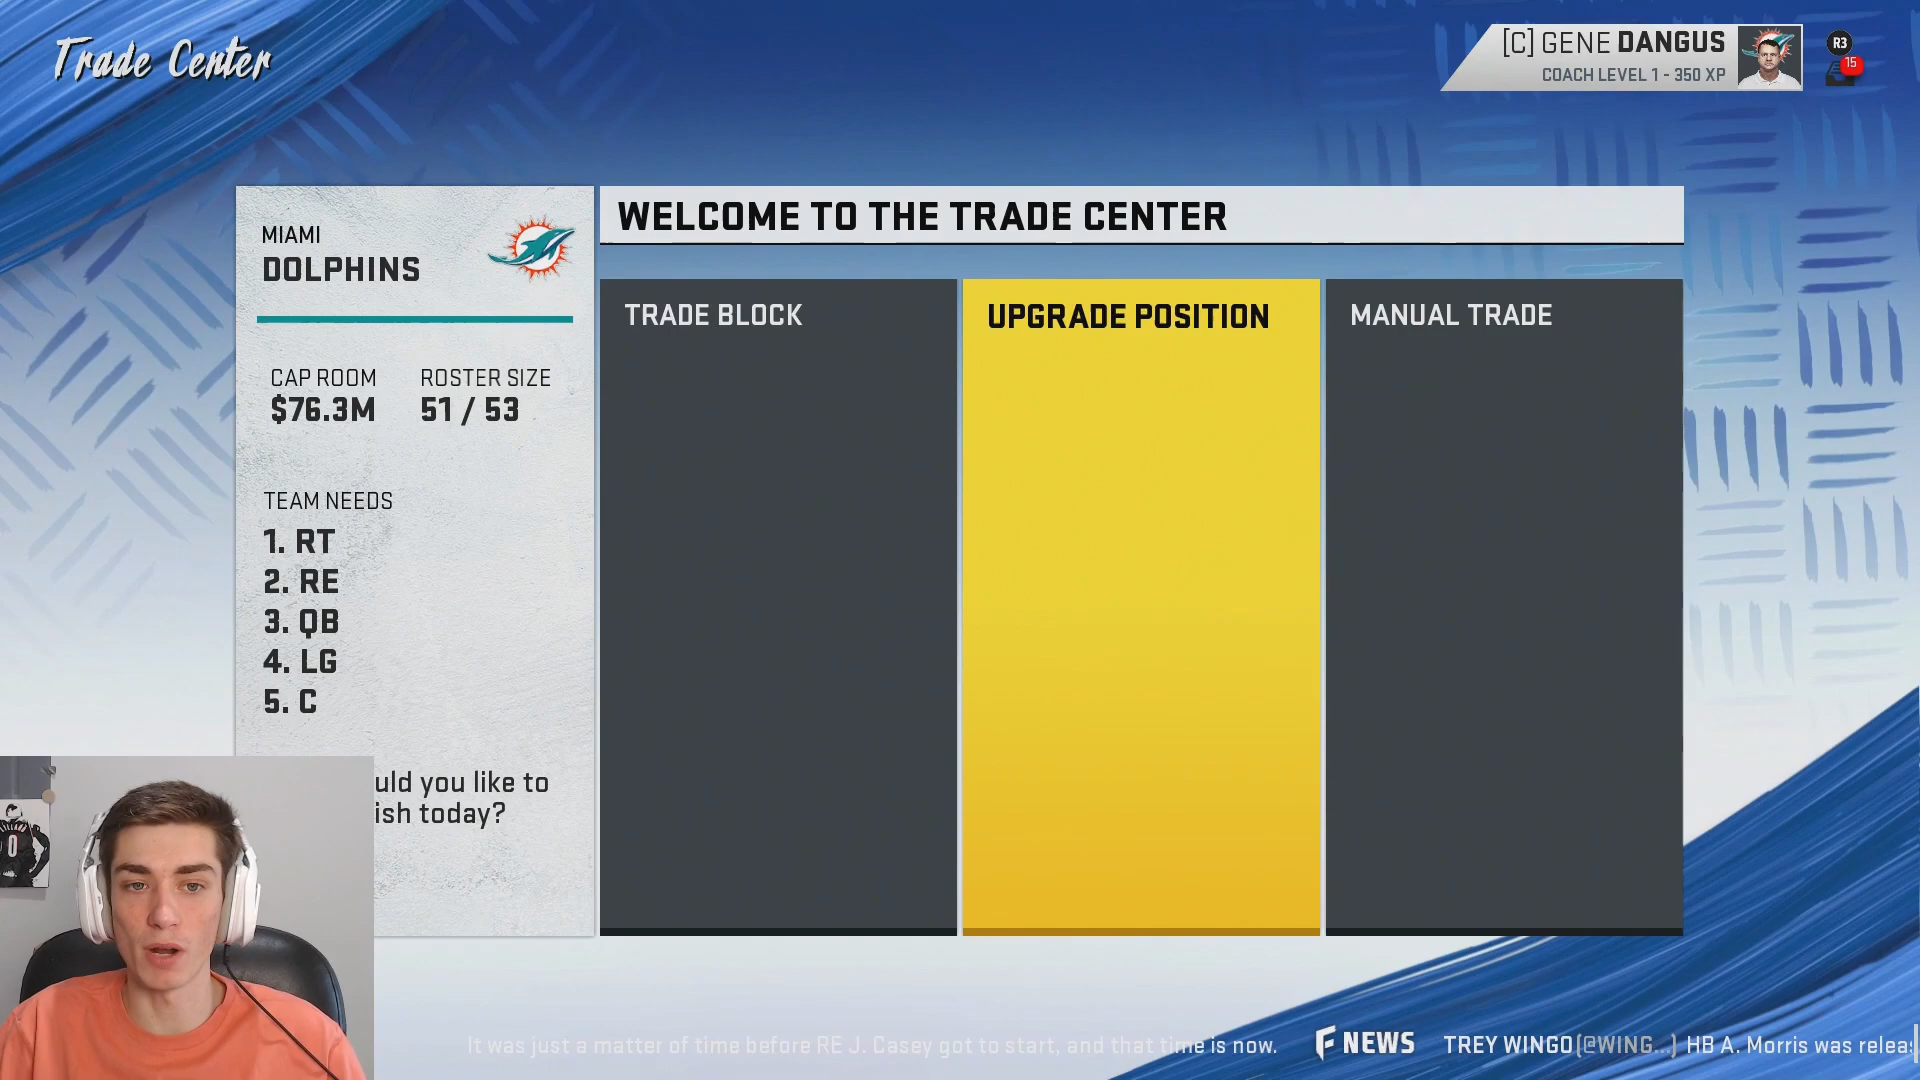 Trade Center
[C] GENE DANGUS
COACH LEVEL 1 - 350 XP
R3
15
MIAMI
DOLPHINS
CAP ROOM
$76.3M
ROSTER SIZE
51 / 53
TEAM NEEDS
1. RT
2. RE
3. QB
4. LG
5. C
uld you like to
ish today?
WELCOME TO THE TRADE CENTER
TRADE BLOCK
UPGRADE POSITION
MANUAL TRADE
0
It was just a matter of time before RE J. Casey got to start, and that time is now. NEWS TREY WINGO (@WING...) HB A. Morris was relea